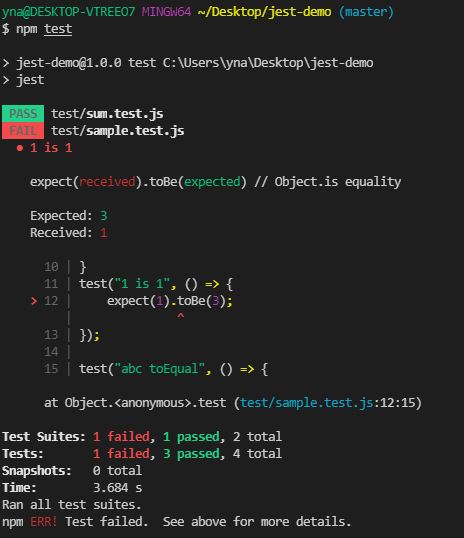 yna@DESKTOP-VTREEO7 MINGW64 ~/Desktop/jest-demo (master)
$ npm test
> jest-demo@1.0.0 test C:\Users\yna\Desktop\jest-demo
> jest
PASS test/sum.test.js
FAIL test/sample.test.js
● 1 is 1
expect(received).toBe(expected) // Object.is equality
Expected: 3
Received: 1
10 | }
11 | test("1 is 1", () => {
> 12 |     expect(1).toBe(3);
|               ^
13 | });
14 |
15 | test("abc toEqual", () => {
at Object.<anonymous>.test (test/sample.test.js:12:15)
Test Suites: 1 failed, 1 passed, 2 total
Tests:       1 failed, 3 passed, 4 total
Snapshots:   0 total
Time:        3.684 s
Ran all test suites.
npm ERR! Test failed.  See above for more details.